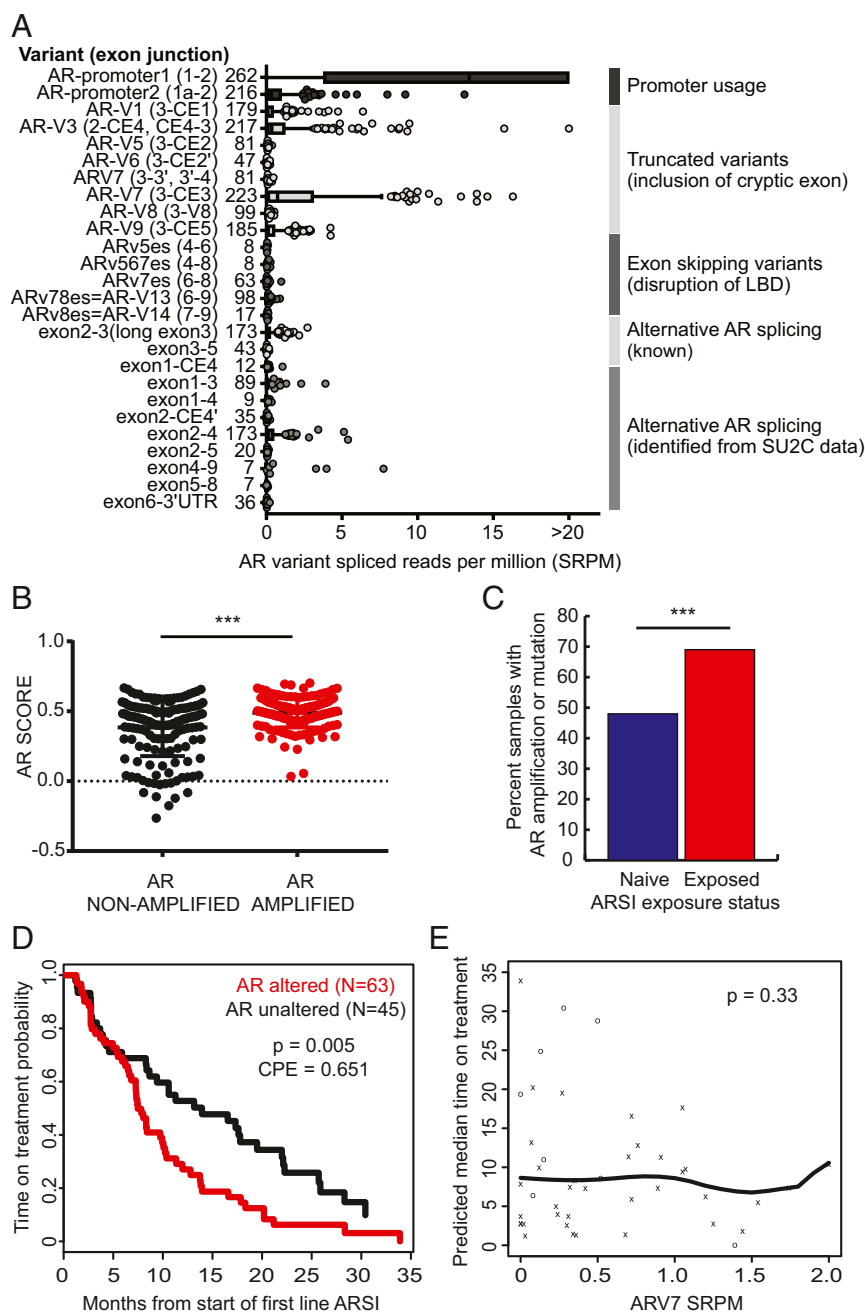 A
Variant (exon junction)
AR-promoter1 (1-2) 262
AR-promoter2 (1a-2) 216
AR-V1 (3-CE1) 179
AR-V3 (2-CE4, CE4-3) 217
AR-V5 (3-CE2) 81
AR-V6 (3-CE2') 47
ARV7 (3-3', 3'-4) 81
AR-V7 (3-CE3) 223
AR-V8 (3-V8) 99
AR-V9 (3-CE5) 185
ARv5es (4-6) 8
ARv567es (4-8) 8
ARv7es (6-8) 63
ARv78es=AR-V13 (6-9) 98
ARv8es=AR-V14 (7-9) 17
exon2-3(long exon3) 173
exon3-5 43
exon1-CE4 12
exon1-3 89
exon1-4 9
exon2-CE4' 35
exon2-4 173
exon2-5 20
exon4-9 7
exon5-8 7
exon6-3'UTR 36
0 5 10 15 >20
AR variant spliced reads per million (SRPM)
Promoter usage
Truncated variants
(inclusion of cryptic exon)
Exon skipping variants
(disruption of LBD)
Alternative AR splicing
(known)
Alternative AR splicing
(identified from SU2C data)
B
***
AR SCORE
1.0
0.5
0.0
-0.5
AR
NON-AMPLIFIED
AR
AMPLIFIED
C
***
Percent samples with
AR amplification or mutation
80
70
60
50
40
30
20
10
0
Naive Exposed
ARSI exposure status
D
AR altered (N=63)
AR unaltered (N=45)
p = 0.005
CPE = 0.651
Time on treatment probability
1.0
0.8
0.6
0.4
0.2
0
0 5 10 15 20 25 30 35
Months from start of first line ARSI
E
p = 0.33
Predicted median time on treatment
35
30
25
20
15
10
5
0
0 0.5 1.0 1.5 2.0
ARV7 SRPM